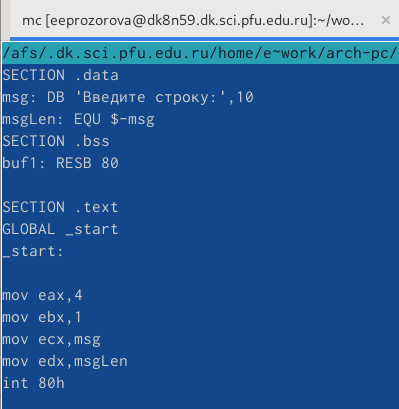 mc [eeprozorova@dk8n59.dk.sci.pfu.edu.ru]:~/wo… ×
/afs/.dk.sci.pfu.edu.ru/home/e~work/arch-pc/
SECTION .data
msg: DB 'Введите строку:',10
msgLen: EQU $-msg
SECTION .bss
buf1: RESB 80
SECTION .text
GLOBAL _start
_start:
mov eax,4
mov ebx,1
mov ecx,msg
mov edx,msgLen
int 80h